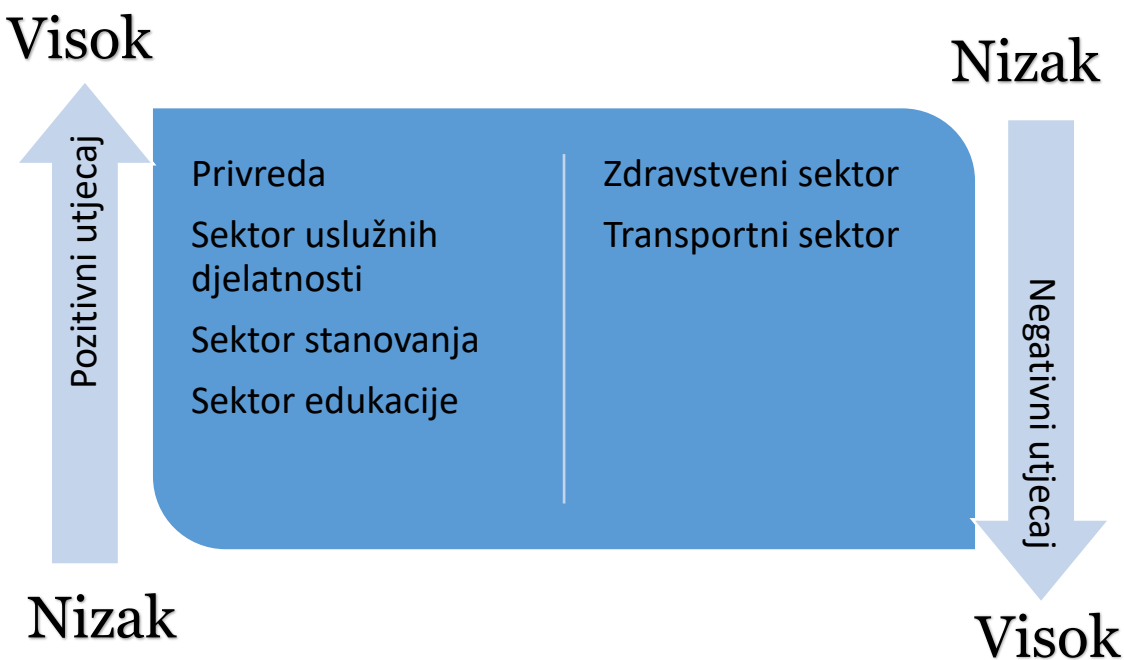 Visok
Nizak
Pozitivni utjecaj
Privreda
Sektor uslužnih
djelatnosti
Sektor stanovanja
Sektor edukacije
Zdravstveni sektor
Transportni sektor
Negativni utjecaj
Nizak
Visok